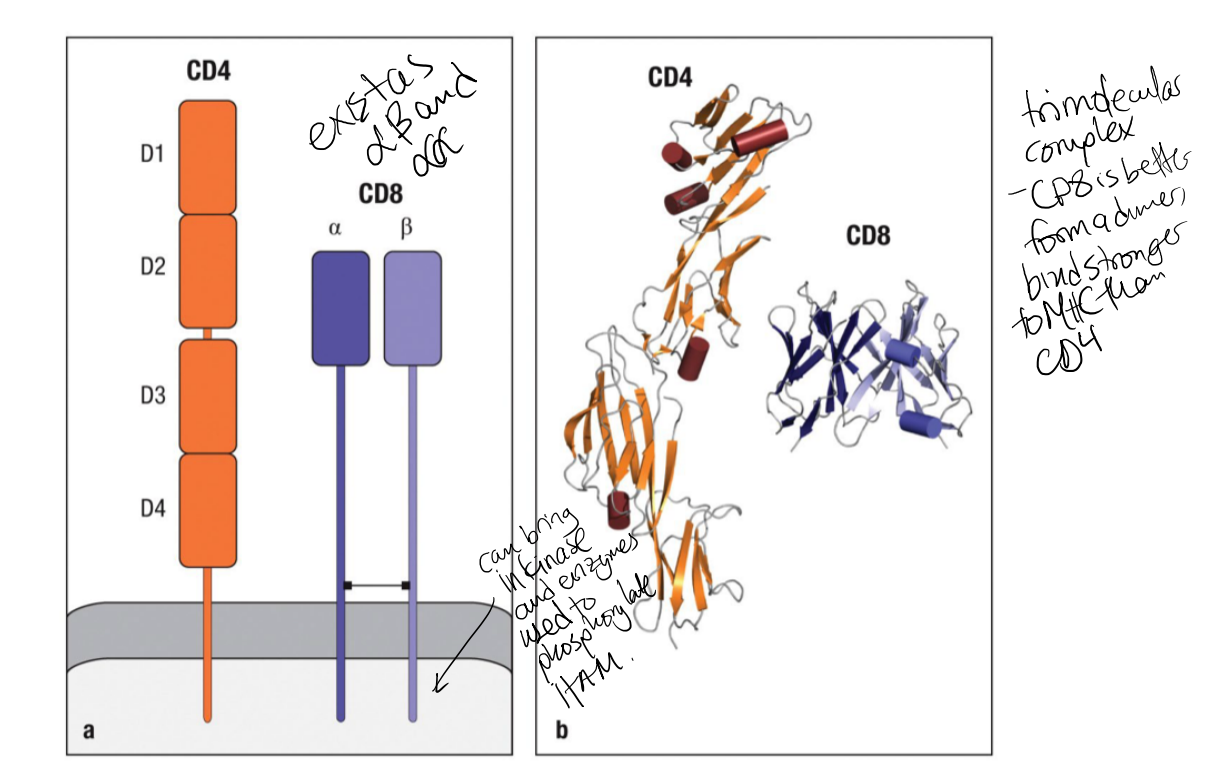 CD4
D1
D2
D3
D4
exist as
αβ and
αα
CD8
α
β
a
can bring
in kinase
and enzymes
used to
phosphorylate
ITAM.
CD4
CD8
b
trimolecular
complex
- CD8 is better
form a dimer,
bind stronger
to MHC than
CD4